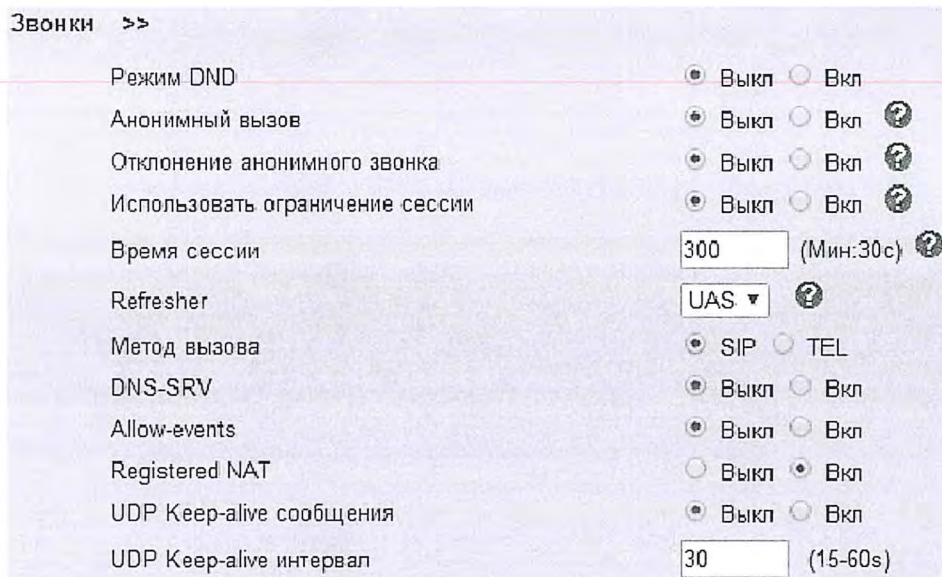 Звонки >>
Режим DND Выкл Вкл
Анонимный вызов Выкл Вкл ?
Отклонение анонимного звонка Выкл Вкл ?
Использовать ограничение сессии Выкл Вкл ?
Время сессии 300 (Мин:30с) ?
Refresher UAS ?
Метод вызова SIP TEL
DNS-SRV Выкл Вкл
Allow-events Выкл Вкл
Registered NAT Выкл Вкл
UDP Keep-alive сообщения Выкл Вкл
UDP Keep-alive интервал 30 (15-60s)